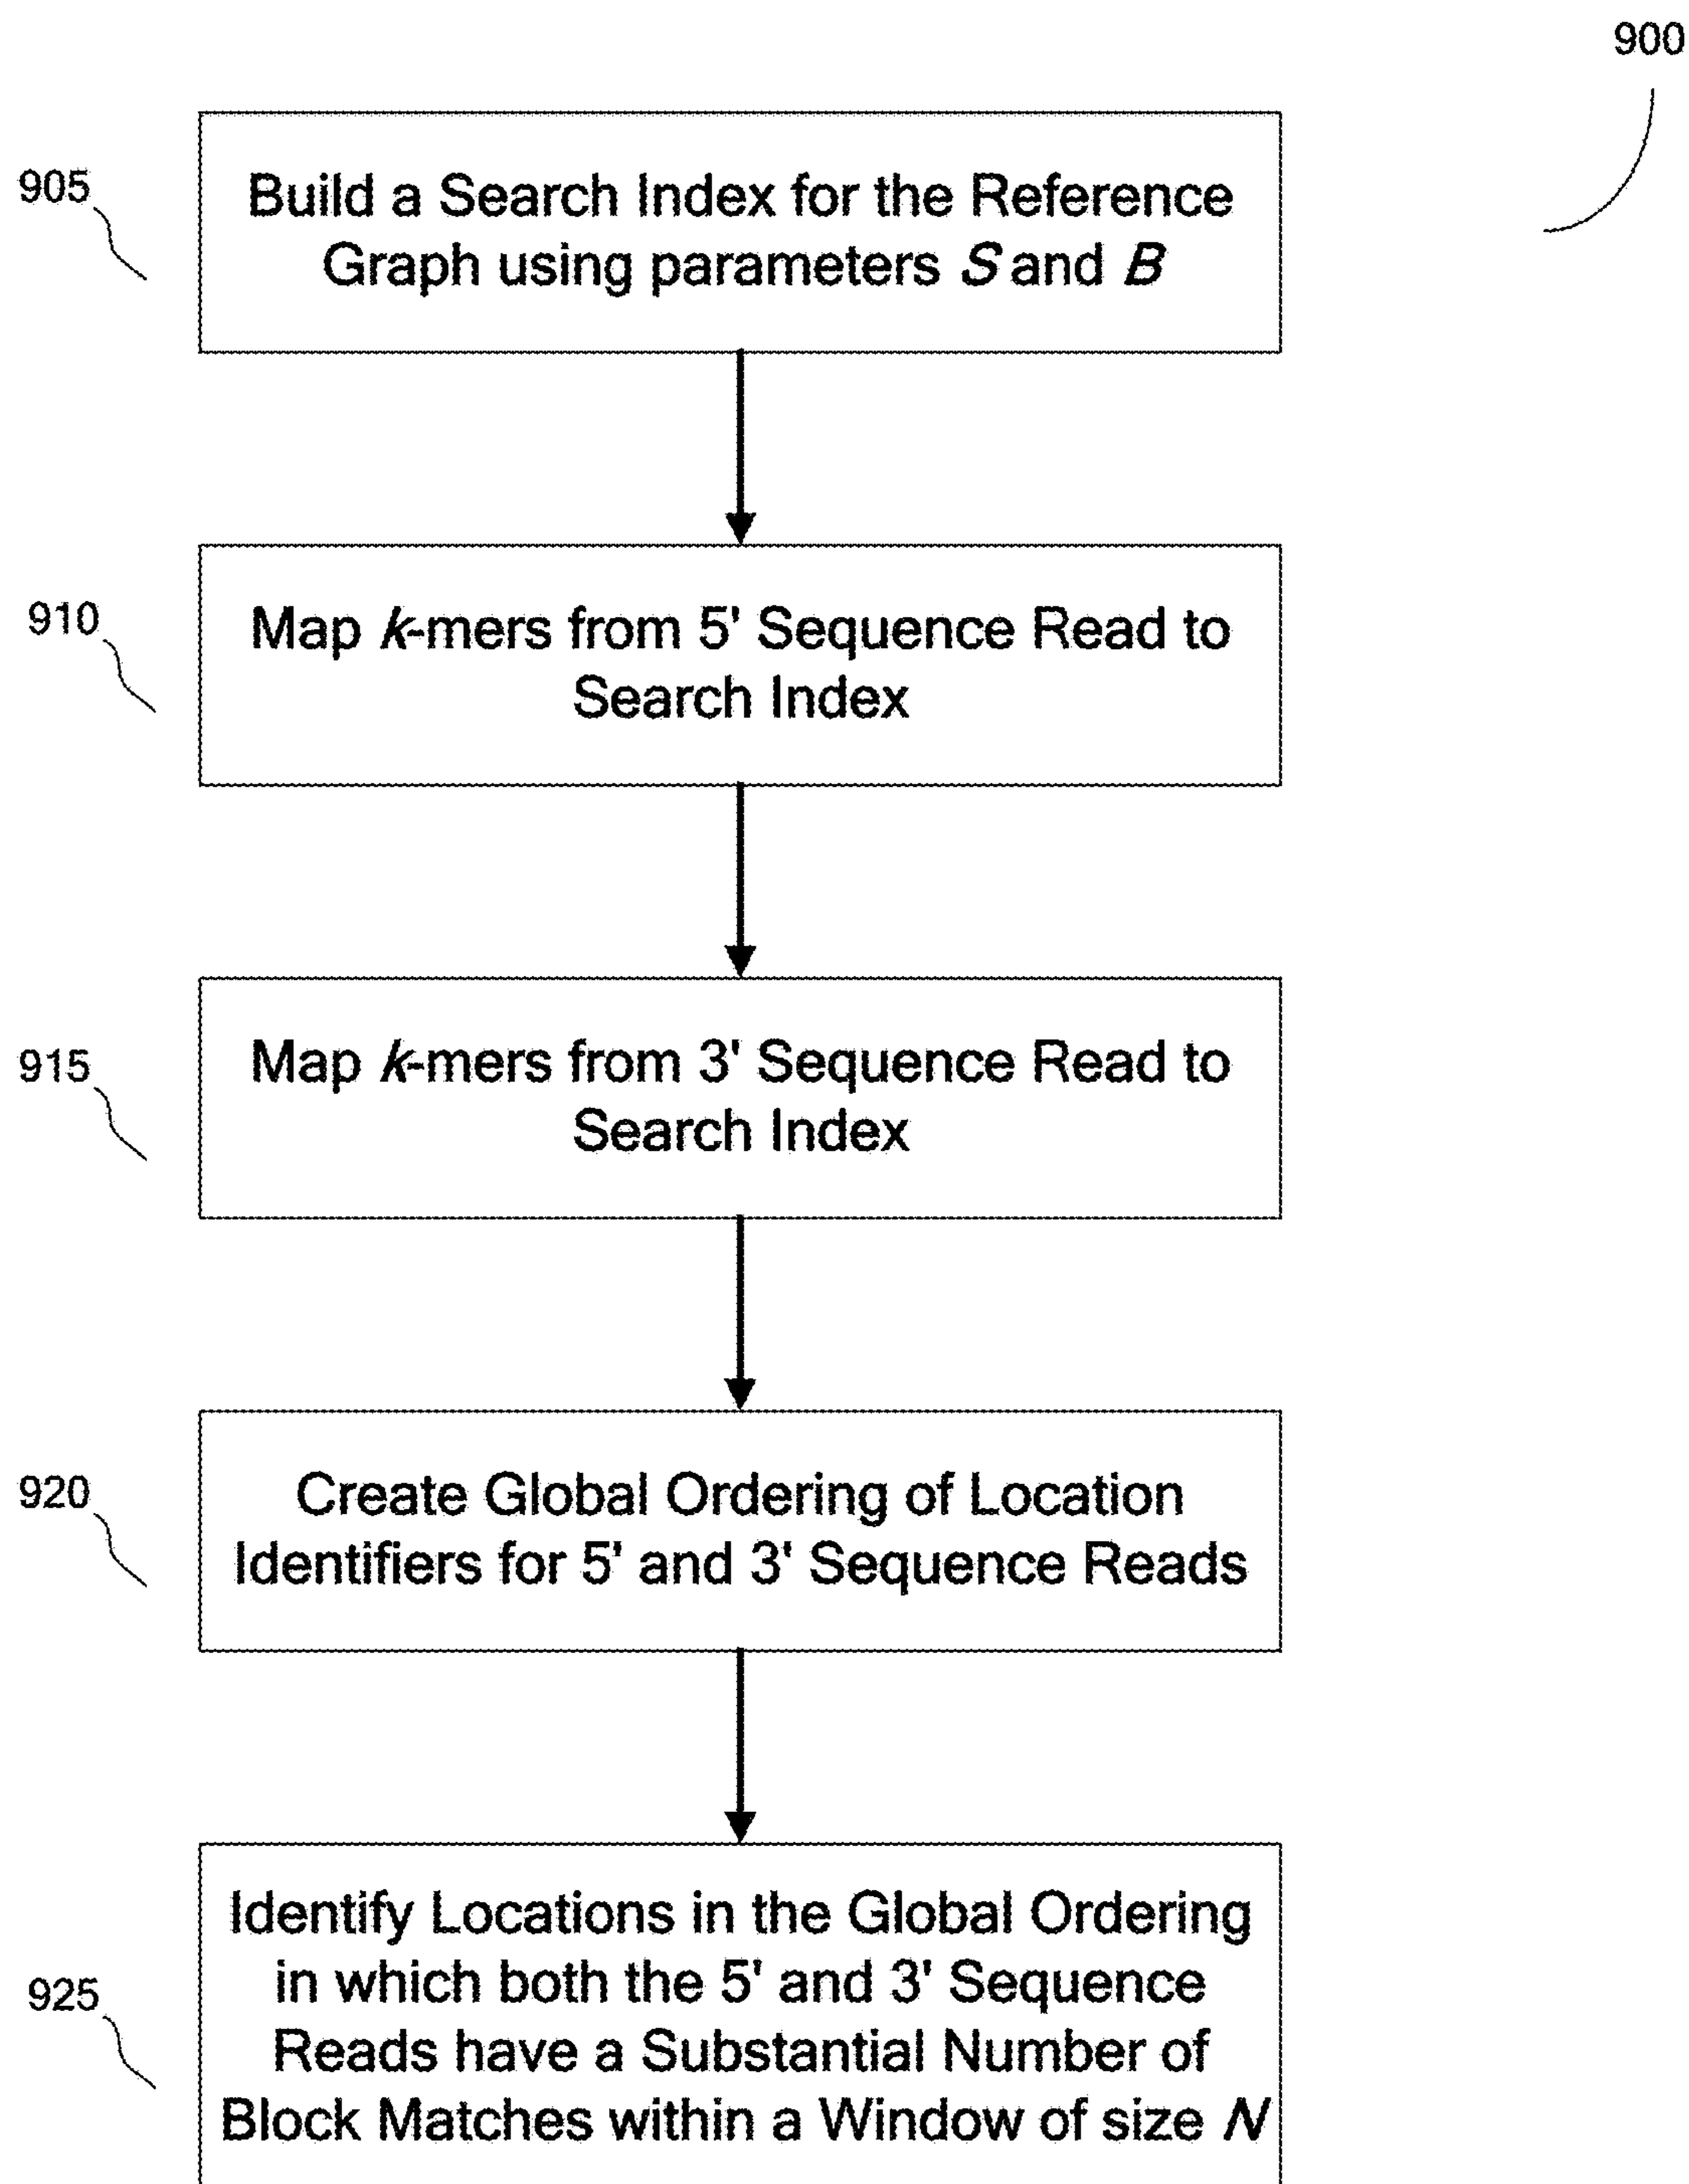 900
905
Build a Search Index for the Reference
Graph using parameters S and B
910
Map k-mers from 5' Sequence Read to
Search Index
915
Map k-mers from 3' Sequence Read to
Search Index
920
Create Global Ordering of Location
Identifiers for 5' and 3' Sequence Reads
925
Identify Locations in the Global Ordering
in which both the 5' and 3' Sequence
Reads have a Substantial Number of
Block Matches within a Window of size N